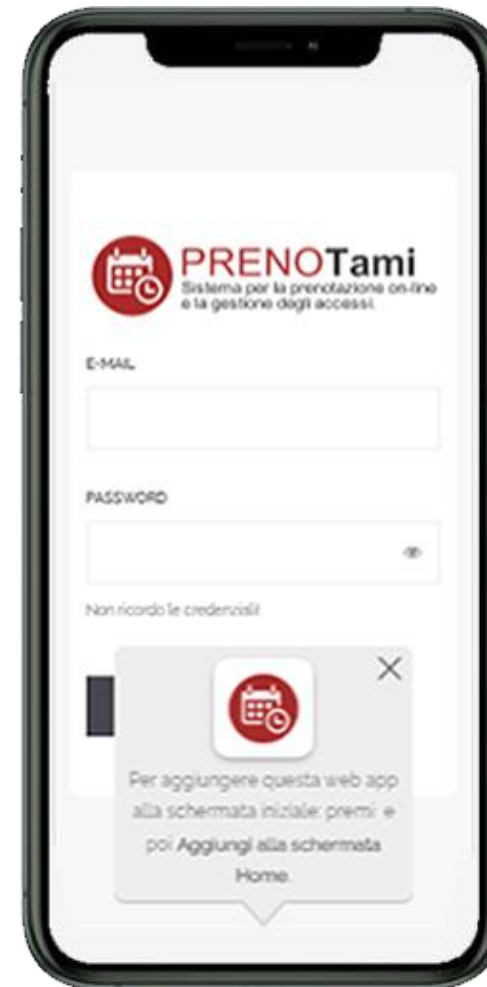 PRENOTami
Sistema per la prenotazione on-line
e la gestione degli accessi.
E-MAIL
PASSWORD
Non ricordo le credenziali!
Per aggiungere questa web app
alla schermata iniziale: premi e
poi Aggiungi alla schermata
Home.